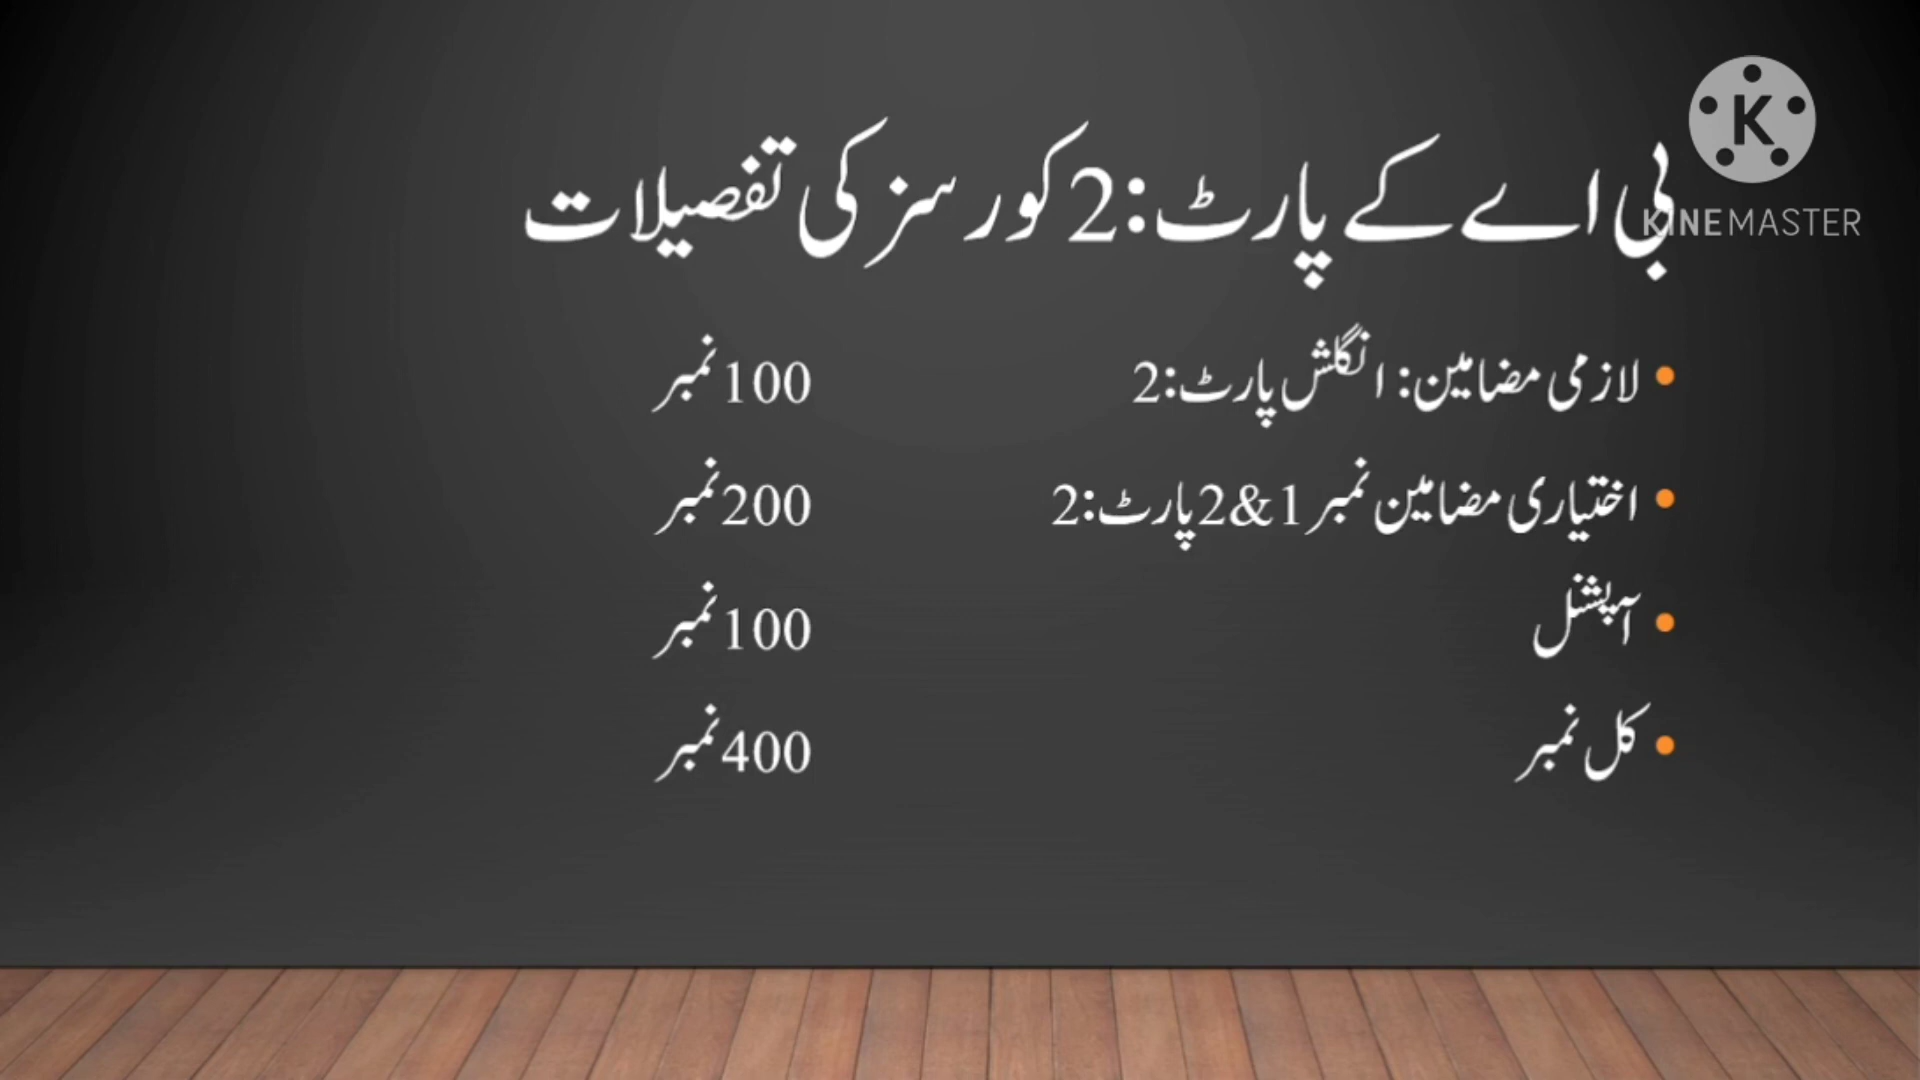 بی اے کے پارٹ:2 کورسز کی تفصیلات
لازمی مضامین: انگلش پارٹ:2 100 نمبر
اختیاری مضامین نمبر 1&2 پارٹ:2 200 نمبر
آپشنل 100 نمبر
کل نمبر 400 نمبر
K
KINEMASTER